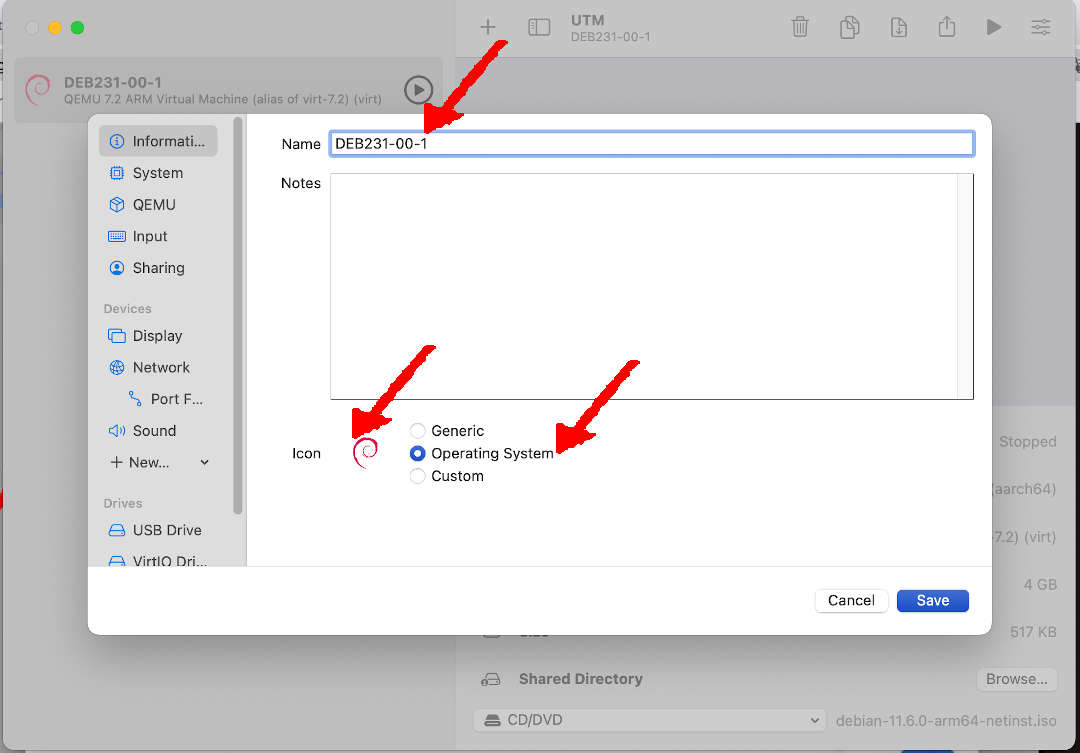 UTM
DEB231-00-1
DEB231-00-1
QEMU 7.2 ARM Virtual Machine (alias of virt-7.2) (virt)
Informati...
System
QEMU
Input
Sharing
Devices
Display
Network
Port F...
Sound
New...
Drives
USB Drive
VirtIO Dri...
Name
DEB231-00-1
Notes
Icon
Generic
Operating System
Custom
Cancel
Save
Stopped
(aarch64)
-7.2) (virt)
4 GB
517 KB
Shared Directory
Browse...
CD/DVD
debian-11.6.0-arm64-netinst.iso